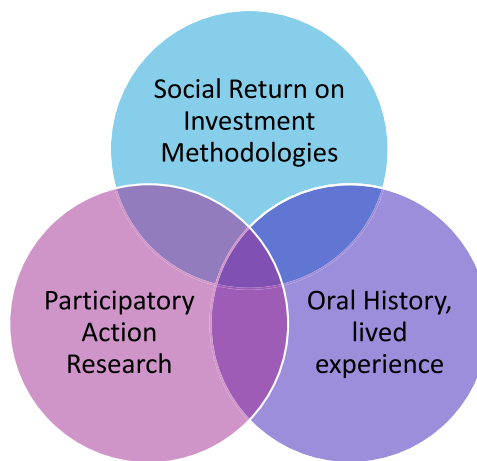 Social Return on
Investment
Methodologies
Participatory
Action
Research
Oral History,
lived
experience